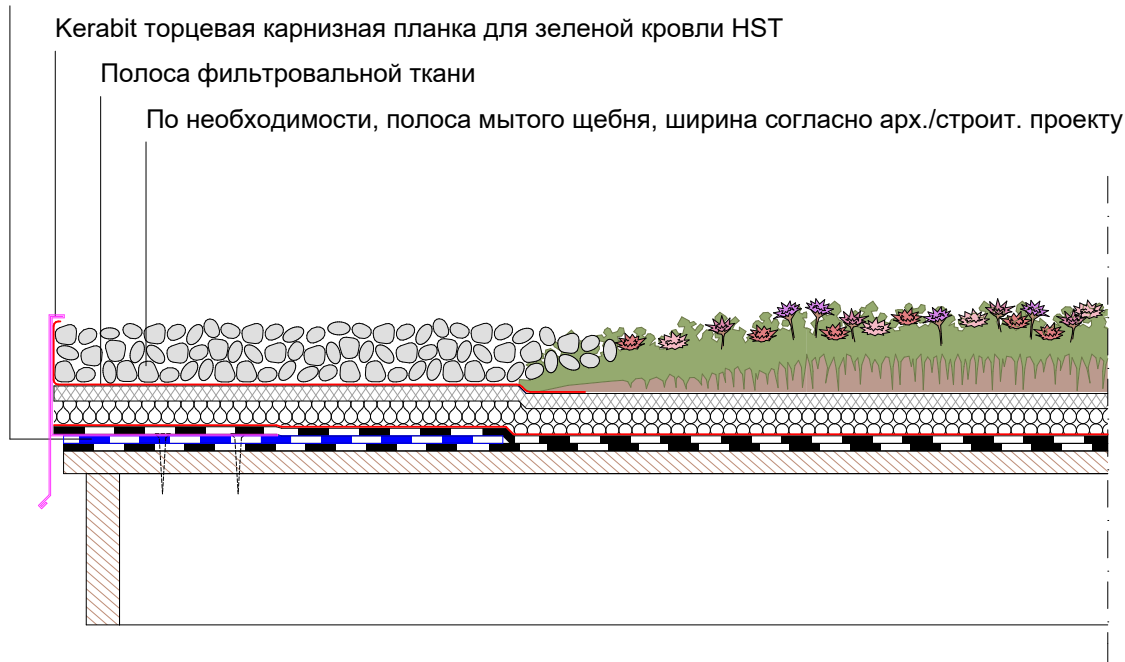 Kerabit торцевая карнизная планка для зеленой кровли HST
Полоса фильтровальной ткани
По необходимости, полоса мытого щебня, ширина согласно арх./строит. проекту